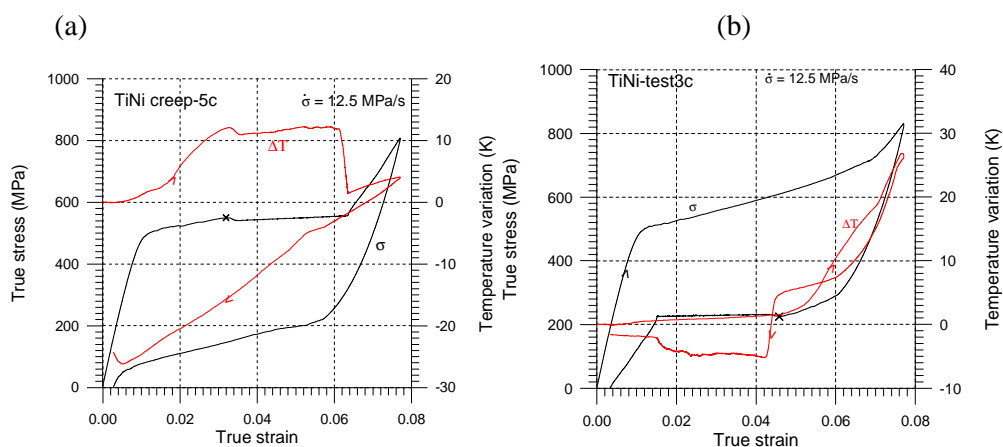 (a)
(b)
TiNi creep-5c
σ̇ = 12.5 MPa/s
ΔT
σ
True stress (MPa)
1000
800
600
400
200
0
0.00
0.02
0.04
0.06
0.08
True strain
20
10
0
-10
-20
-30
Temperature variation (K)
TiNi-test3c
σ̇ = 12.5 MPa/s
σ
ΔT
True stress (MPa)
1000
800
600
400
200
0
0.00
0.02
0.04
0.06
0.08
True strain
40
30
20
10
0
-10
Temperature variation (K)